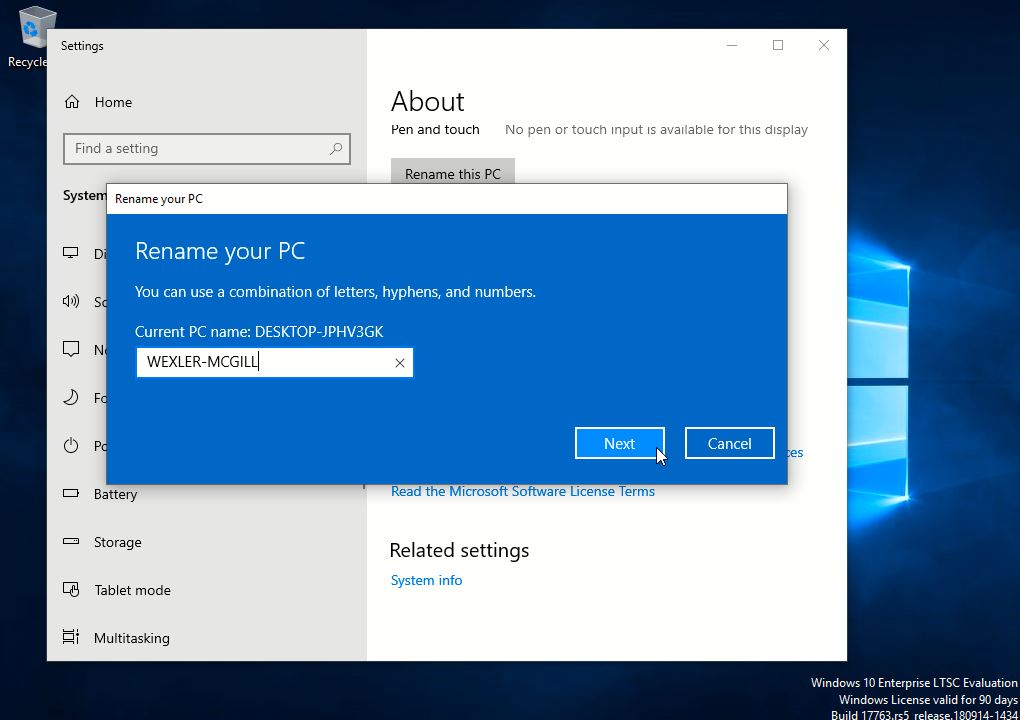 Recycle
Settings
Home
Find a setting
System
Di
So
No
Fo
Po
Battery
Storage
Tablet mode
Multitasking
About
Pen and touch No pen or touch input is available for this display
Rename this PC
Rename your PC
Rename your PC
You can use a combination of letters, hyphens, and numbers.
Current PC name: DESKTOP-JPHV3GK
WEXLER-MCGILL
Next Cancel
ces
Read the Microsoft Software License Terms
Related settings
System info
Windows 10 Enterprise LTSC Evaluation
Windows License valid for 90 days
Build 17763.rs5_release.180914-1434